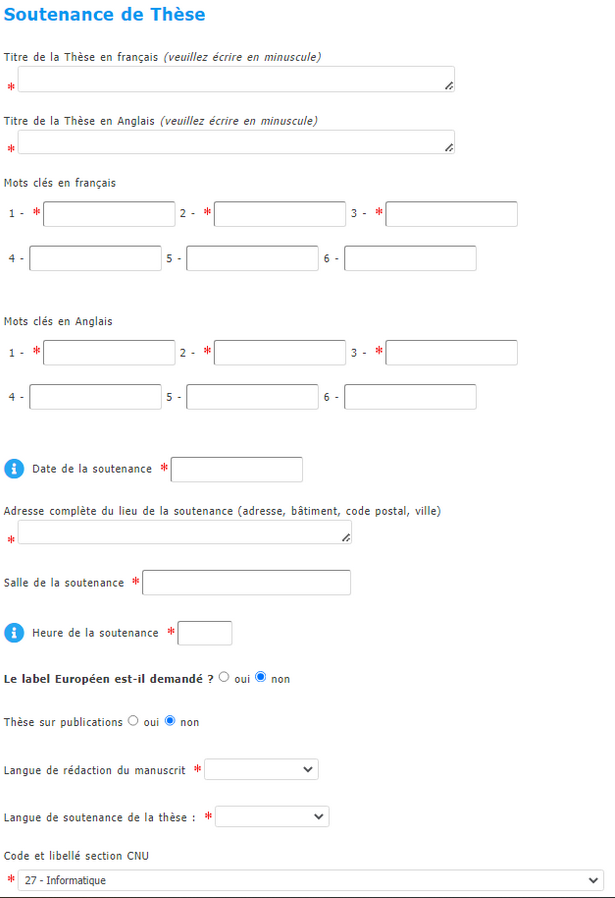 Soutenance de Thèse
Titre de la Thèse en français (veuillez écrire en minuscule)
*
Titre de la Thèse en Anglais (veuillez écrire en minuscule)
*
Mots clés en français
1 - * 2 - * 3 - *
4 - 5 - 6 -
Mots clés en Anglais
1 - * 2 - * 3 - *
4 - 5 - 6 -
i Date de la soutenance *
Adresse complète du lieu de la soutenance (adresse, bâtiment, code postal, ville)
*
Salle de la soutenance *
i Heure de la soutenance *
Le label Européen est-il demandé ? oui non
Thèse sur publications oui non
Langue de rédaction du manuscrit *
Langue de soutenance de la thèse : *
Code et libellé section CNU
* 27 - Informatique